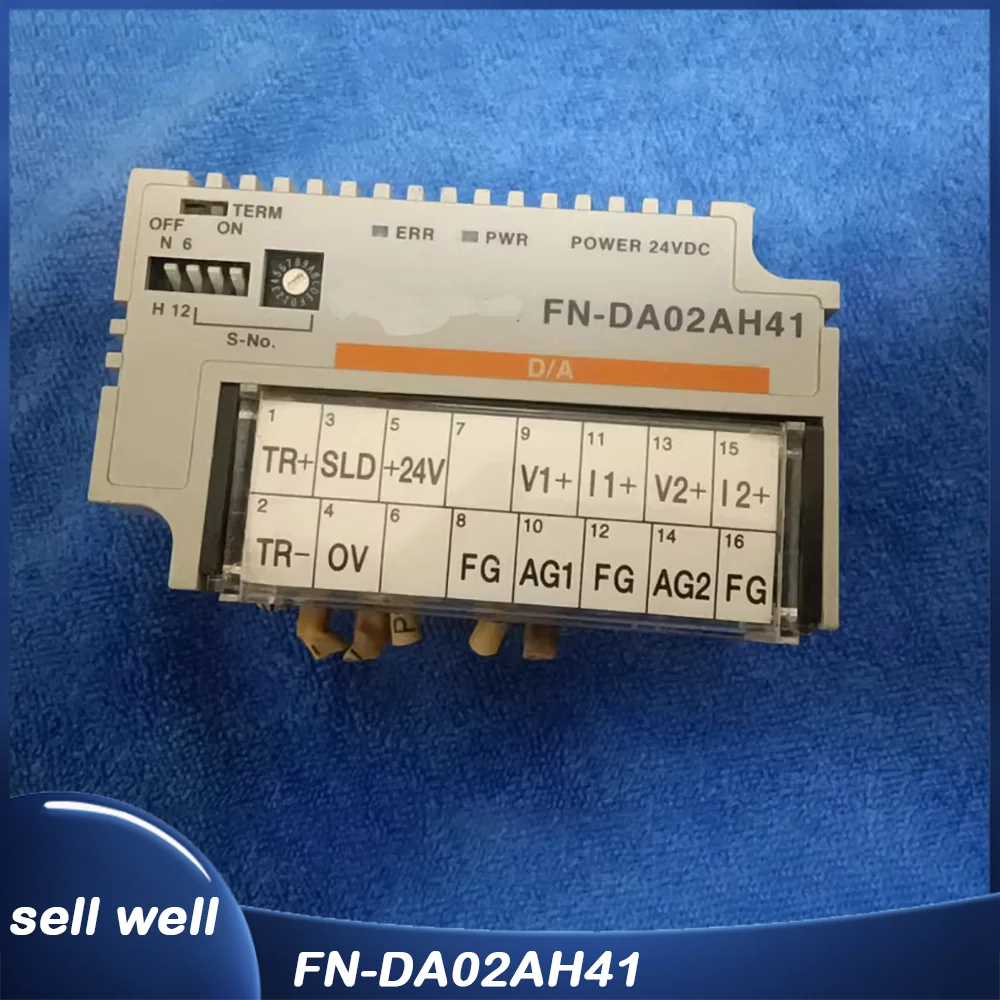 TERM
OFF ON
N 6
ERR PWR POWER 24VDC
H 12
S-No.
FN-DA02AH41
D/A
1 3 5 7 9 11 13 15
TR+ SLD +24V V1+ I1+ V2+ I2+
2 4 6 8 10 12 14 16
TR- OV FG AG1 FG AG2 FG
P
sell well
FN-DA02AH41